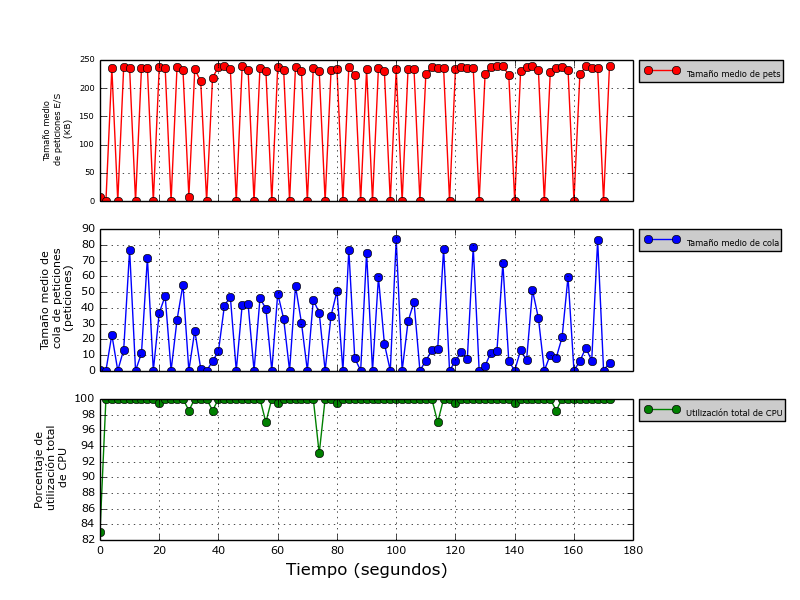 250
200
150
100
50
0
Tamaño medio
de peticiones E/S
(KB)
Tamaño medio de pets
90
80
70
60
50
40
30
20
10
0
Tamaño medio de
cola de peticiones
(peticiones)
Tamaño medio de cola
100
98
96
94
92
90
88
86
84
82
Porcentaje de
utilización total
de CPU
Utilización total de CPU
0 20 40 60 80 100 120 140 160 180
Tiempo (segundos)